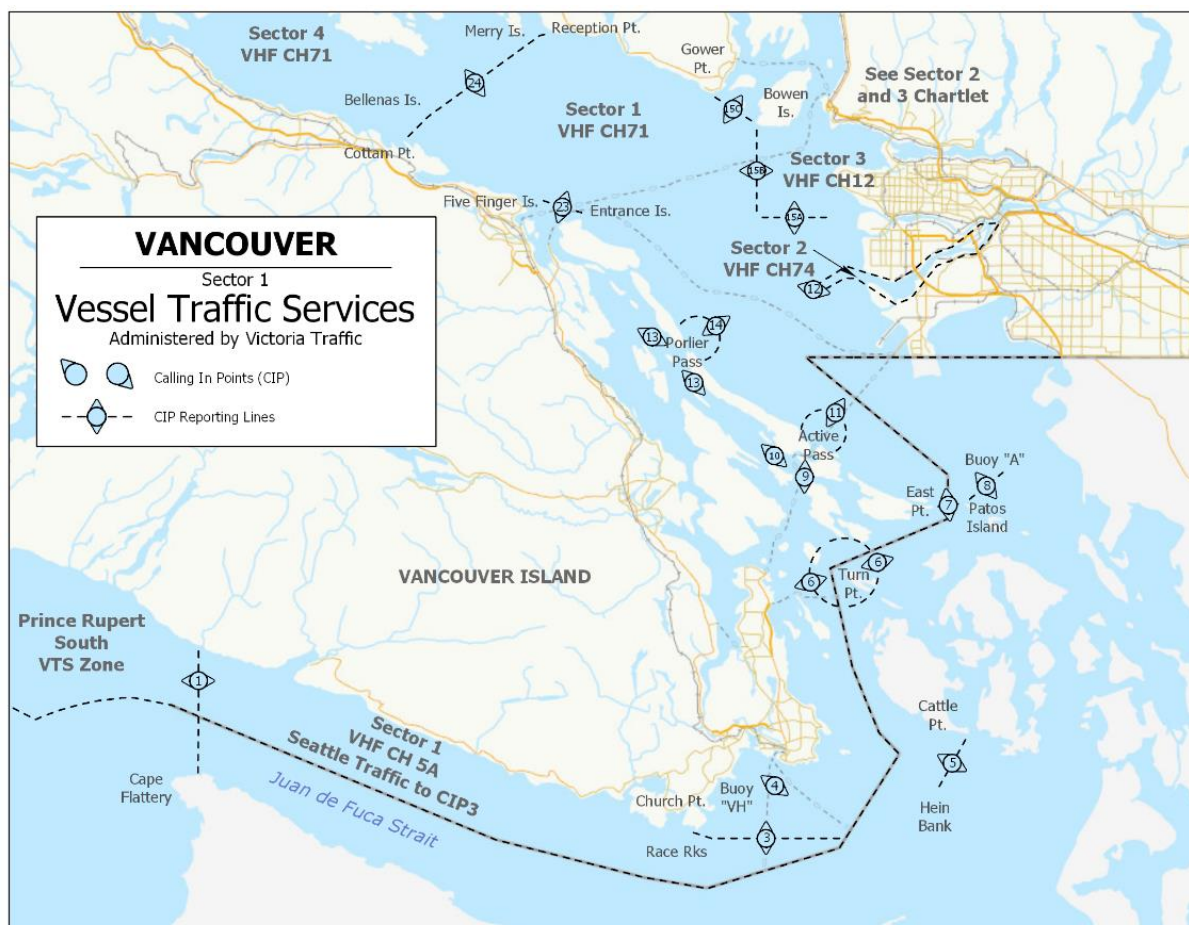 Sector 4
VHF CH71
Merry Is.
Reception Pt.
Gower
Pt.
24
Bellenas Is.
Cottam Pt.
Sector 1
VHF CH71
15C
Bowen
Is.
See Sector 2
and 3 Chartlet
15B
Sector 3
VHF CH12
15A
Five Finger Is.
23
Entrance Is.
Sector 2
VHF CH74
12
VANCOUVER
Sector 1
Vessel Traffic Services
Administered by Victoria Traffic
Calling In Points (CIP)
CIP Reporting Lines
13
14
Porlier
Pass
13
11
Active
Pass
10
9
Buoy "A"
8
East
Pt.
7
Patos
Island
VANCOUVER ISLAND
6
6
Turn
Pt.
Prince Rupert
South
VTS Zone
1
Cape
Flattery
Sector 1
VHF CH 5A
Seattle Traffic to CIP3
Juan de Fuca Strait
Cattle
Pt.
5
Hein
Bank
Church Pt.
Buoy
"VH"
4
3
Race Rks